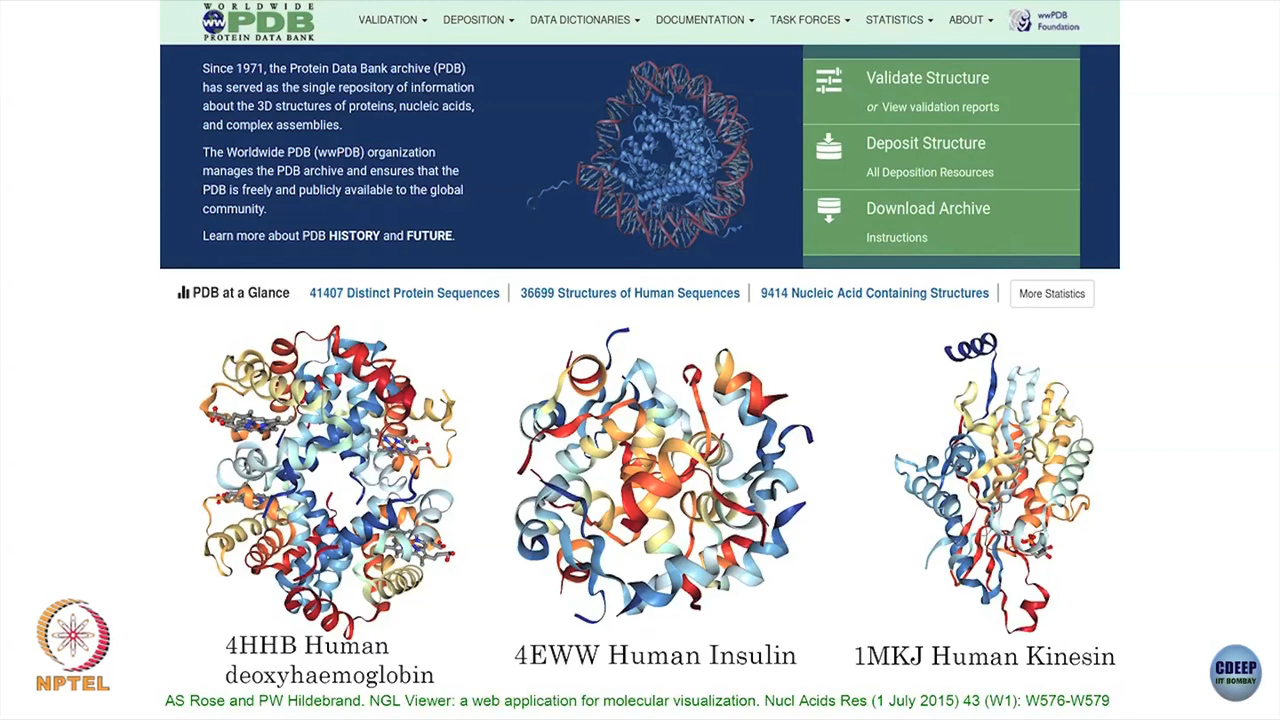 WORLDWIDE
PDB
PROTEIN DATA BANK
VALIDATION
DEPOSITION
DATA DICTIONARIES
DOCUMENTATION
TASK FORCES
STATISTICS
ABOUT
wwPDB
Foundation
Since 1971, the Protein Data Bank archive (PDB)
has served as the single repository of information
about the 3D structures of proteins, nucleic acids,
and complex assemblies.
The Worldwide PDB (wwPDB) organization
manages the PDB archive and ensures that the
PDB is freely and publicly available to the global
community.
Learn more about PDB HISTORY and FUTURE.
Validate Structure
or View validation reports
Deposit Structure
All Deposition Resources
Download Archive
Instructions
PDB at a Glance
41407 Distinct Protein Sequences
36699 Structures of Human Sequences
9414 Nucleic Acid Containing Structures
More Statistics
4HHB Human
deoxyhaemoglobin
4EWW Human Insulin
1MKJ Human Kinesin
NPTEL
CDEEP
IIT BOMBAY
AS Rose and PW Hildebrand. NGL Viewer: a web application for molecular visualization. Nucl Acids Res (1 July 2015) 43 (W1): W576-W579